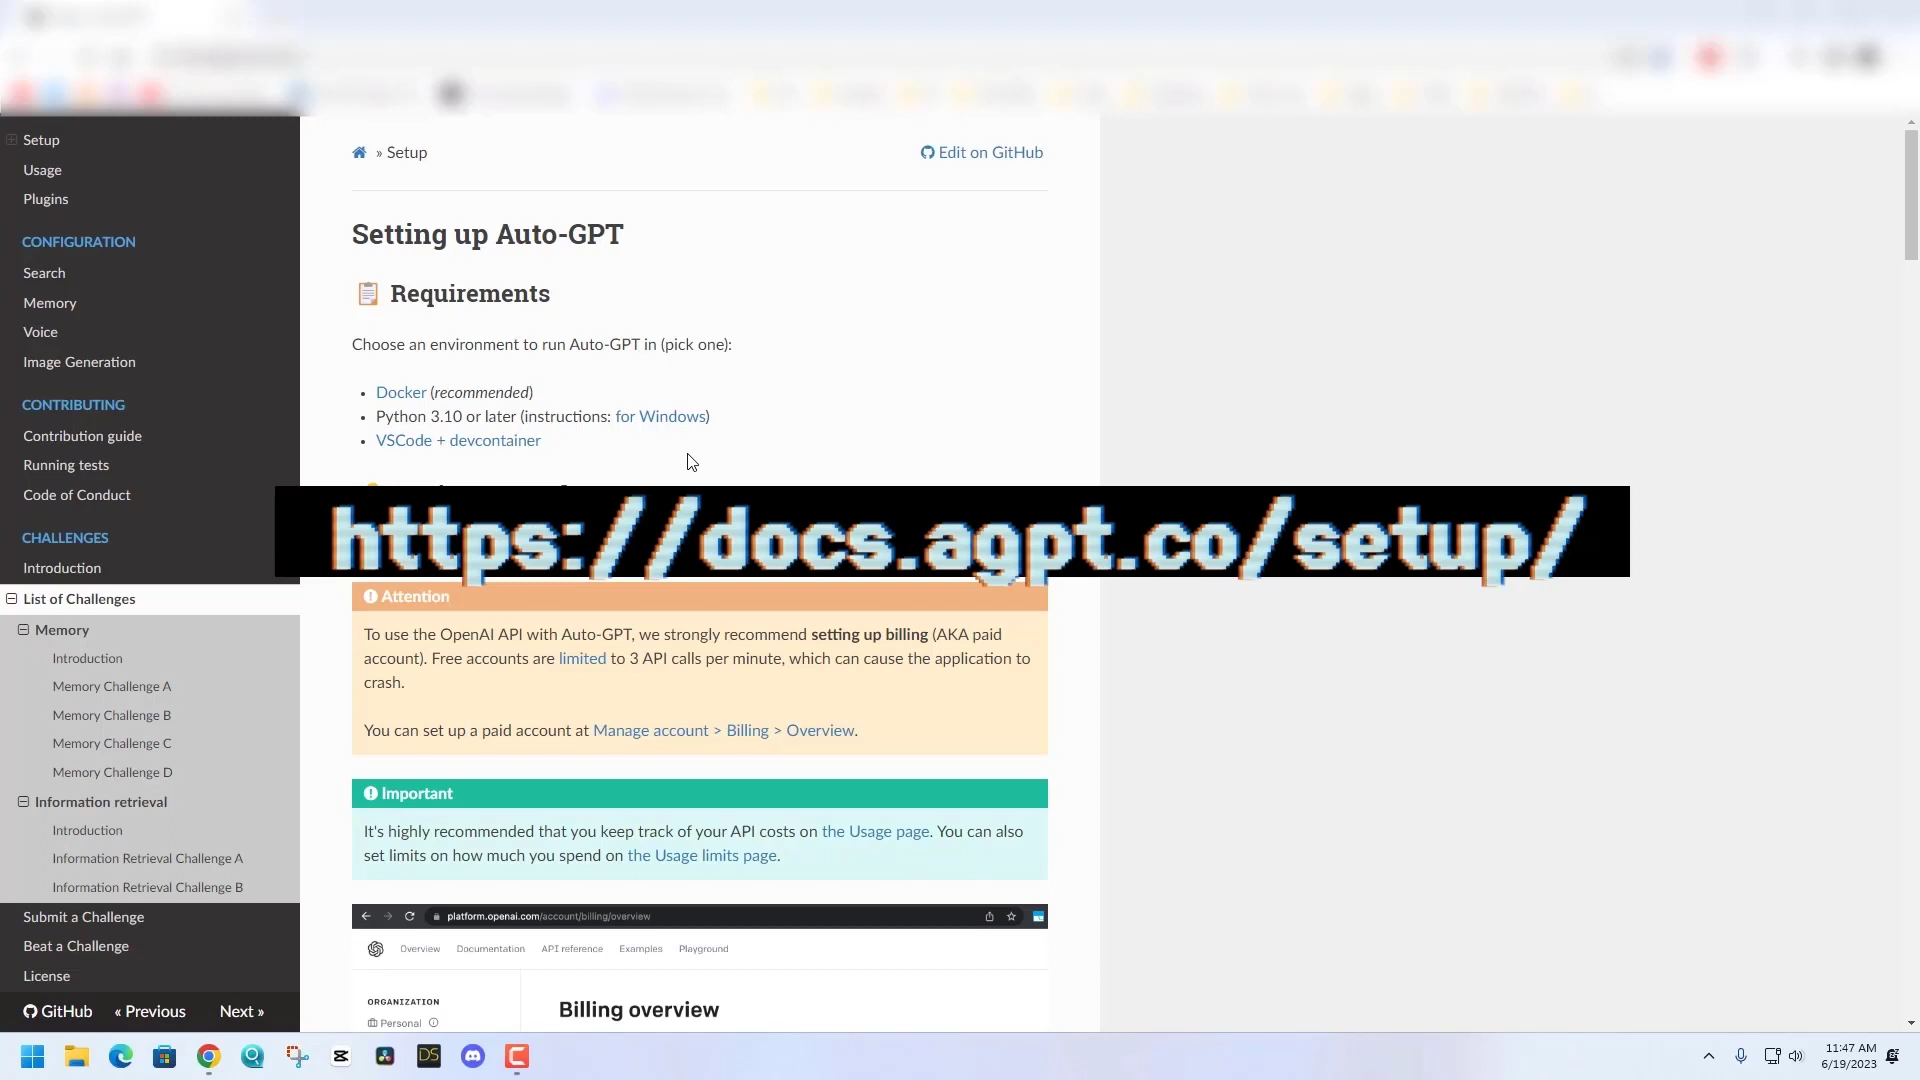 Setup
Usage
Plugins
CONFIGURATION
Search
Memory
Voice
Image Generation
CONTRIBUTING
Contribution guide
Running tests
Code of Conduct
CHALLENGES
Introduction
List of Challenges
Memory
Introduction
Memory Challenge A
Memory Challenge B
Memory Challenge C
Memory Challenge D
Information retrieval
Introduction
Information Retrieval Challenge A
Information Retrieval Challenge B
Submit a Challenge
Beat a Challenge
License
GitHub « Previous Next »
» Setup
Edit on GitHub
Setting up Auto-GPT
📋 Requirements
Choose an environment to run Auto-GPT in (pick one):
• Docker (recommended)
• Python 3.10 or later (instructions: for Windows)
• VSCode + devcontainer
https://docs.agpt.co/setup/
Attention
To use the OpenAI API with Auto-GPT, we strongly recommend setting up billing (AKA paid
account). Free accounts are limited to 3 API calls per minute, which can cause the application to
crash.
You can set up a paid account at Manage account > Billing > Overview.
Important
It's highly recommended that you keep track of your API costs on the Usage page. You can also
set limits on how much you spend on the Usage limits page.
platform.openai.com/account/billing/overview
Overview Documentation API reference Examples Playground
ORGANIZATION
Personal
Billing overview
DS
11:47 AM
6/19/2023